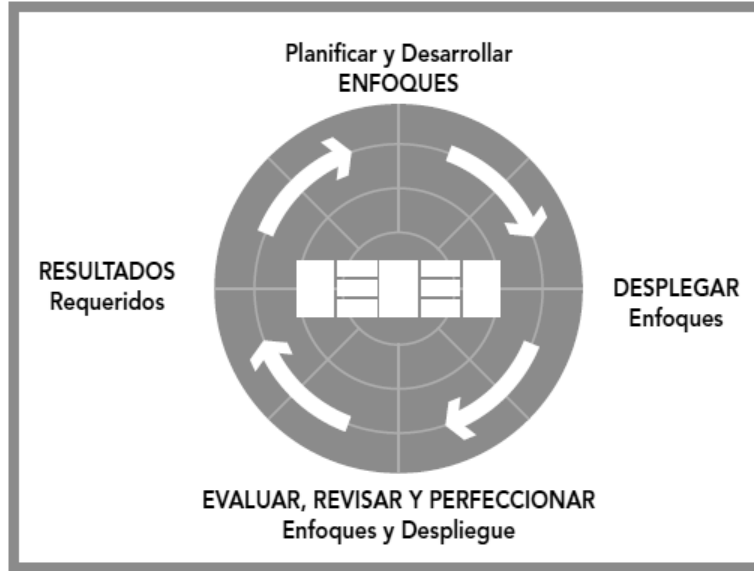 Planificar y Desarrollar
ENFOQUES
RESULTADOS
Requeridos
DESPLEGAR
Enfoques
EVALUAR, REVISAR Y PERFECCIONAR
Enfoques y Despliegue